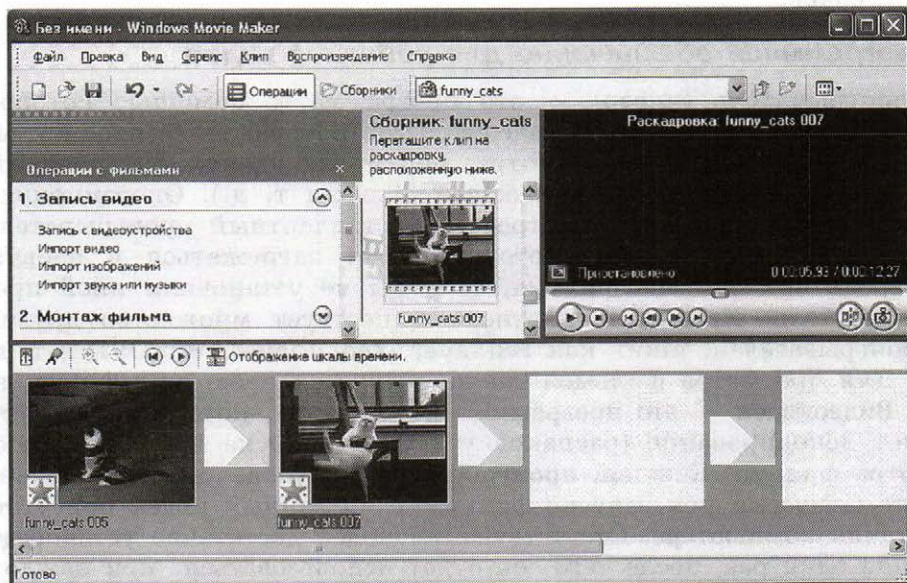 Без имени - Windows Movie Maker
Файл Правка Вид Сервис Клип Воспроизведение Справка
Операции Сборники funny_cats
Операции с фильмами
1. Запись видео
Запись с видеоустройства
Импорт видео
Импорт изображений
Импорт звука или музыки
2. Монтаж фильма
Сборник: funny_cats
Перетащите клип на
раскадровку,
расположенную ниже.
funny_cats 007
Раскадровка: funny_cats 007
Приостановлено 0:00:05,93 / 0:00:12,27
Отображение шкалы времени.
funny_cats 005
funny_cats 007
Готово